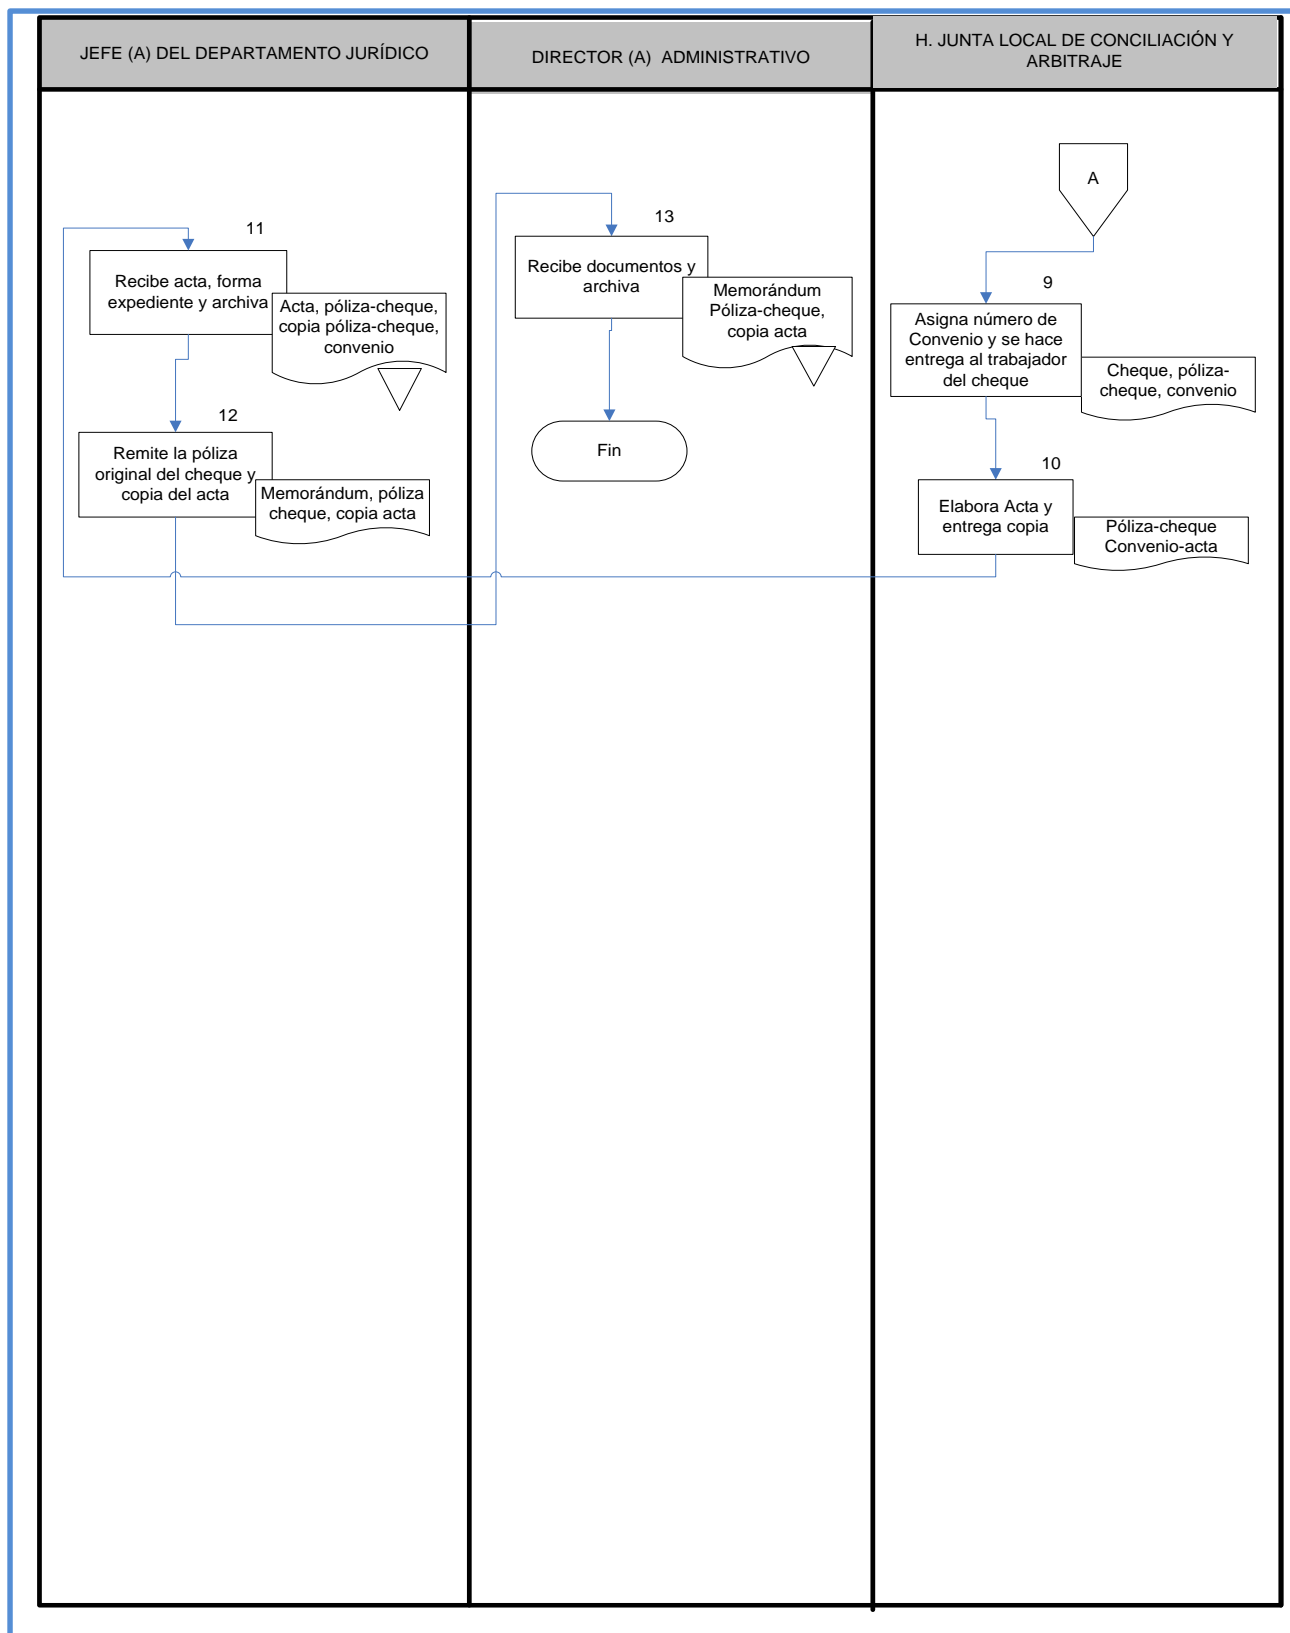 JEFE (A) DEL DEPARTAMENTO JURÍDICO
DIRECTOR (A) ADMINISTRATIVO
H. JUNTA LOCAL DE CONCILIACIÓN Y
ARBITRAJE
11
Recibe acta, forma
expediente y archiva
Acta, póliza-cheque,
copia póliza-cheque,
convenio
12
Remite la póliza
original del cheque y
copia del acta
Memorándum, póliza
cheque, copia acta
13
Recibe documentos y
archiva
Memorándum
Póliza-cheque,
copia acta
Fin
A
9
Asigna número de
Convenio y se hace
entrega al trabajador
del cheque
Cheque, póliza-
cheque, convenio
10
Elabora Acta y
entrega copia
Póliza-cheque
Convenio-acta